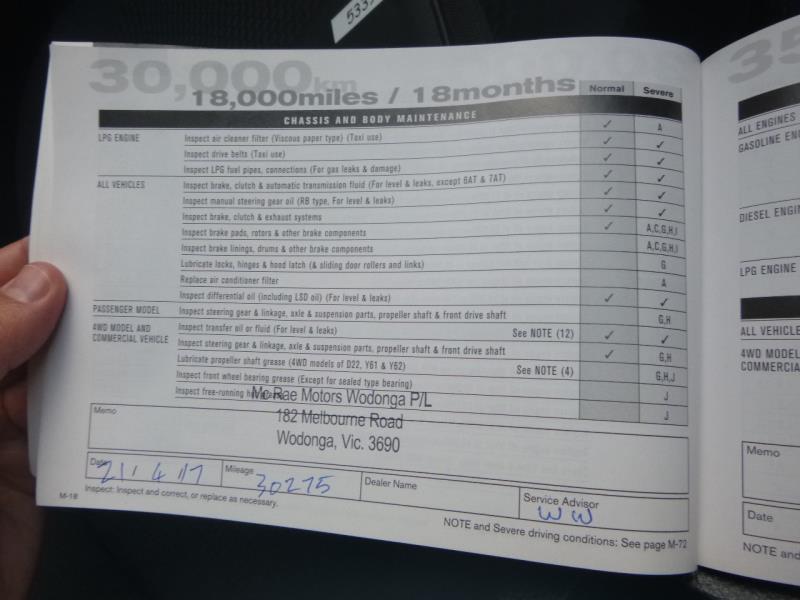 5335
30,000km
18,000miles / 18months
Normal Severe
CHASSIS AND BODY MAINTENANCE
LPG ENGINE Inspect air cleaner filter (Viscous paper type) (Taxi use) ✓ A
Inspect drive belts (Taxi use) ✓ ✓
Inspect LPG fuel pipes, connections (For gas leaks & damage) ✓ ✓
ALL VEHICLES Inspect brake, clutch & automatic transmission fluid (For level & leaks, except 6AT & 7AT) ✓ ✓
Inspect manual steering gear oil (RB type, For level & leaks) ✓ ✓
Inspect brake, clutch & exhaust systems ✓ ✓
Inspect brake pads, rotors & other brake components ✓ A,C,G,H,I
Inspect brake linings, drums & other brake components A,C,G,H,I
Lubricate locks, hinges & hood latch (& sliding door rollers and links) G
Replace air conditioner filter A
Inspect differential oil (including LSD oil) (For level & leaks) ✓ ✓
PASSENGER MODEL Inspect steering gear & linkage, axle & suspension parts, propeller shaft & front drive shaft G,H
4WD MODEL AND COMMERCIAL VEHICLE Inspect transfer oil or fluid (For level & leaks) See NOTE (12) ✓ ✓
Inspect steering gear & linkage, axle & suspension parts, propeller shaft & front drive shaft ✓ G,H
Lubricate propeller shaft grease (4WD models of D22, Y61 & Y62) See NOTE (4) G,H,J
Inspect front wheel bearing grease (Except for sealed type bearing) J
Inspect free-running J
Mc Rae Motors Wodonga P/L
182 Melbourne Road
Wodonga, Vic. 3690
Memo
Date 21/4/17 Mileage 30275 Dealer Name Service Advisor WW
M-18 Inspect: Inspect and correct, or replace as necessary.
NOTE and Severe driving conditions: See page M-72
35
ALL ENGINES
GASOLINE EN
DIESEL ENGIN
LPG ENGINE
ALL VEHICLE
4WD MODEL
COMMERCIA
Memo
Date
NOTE and